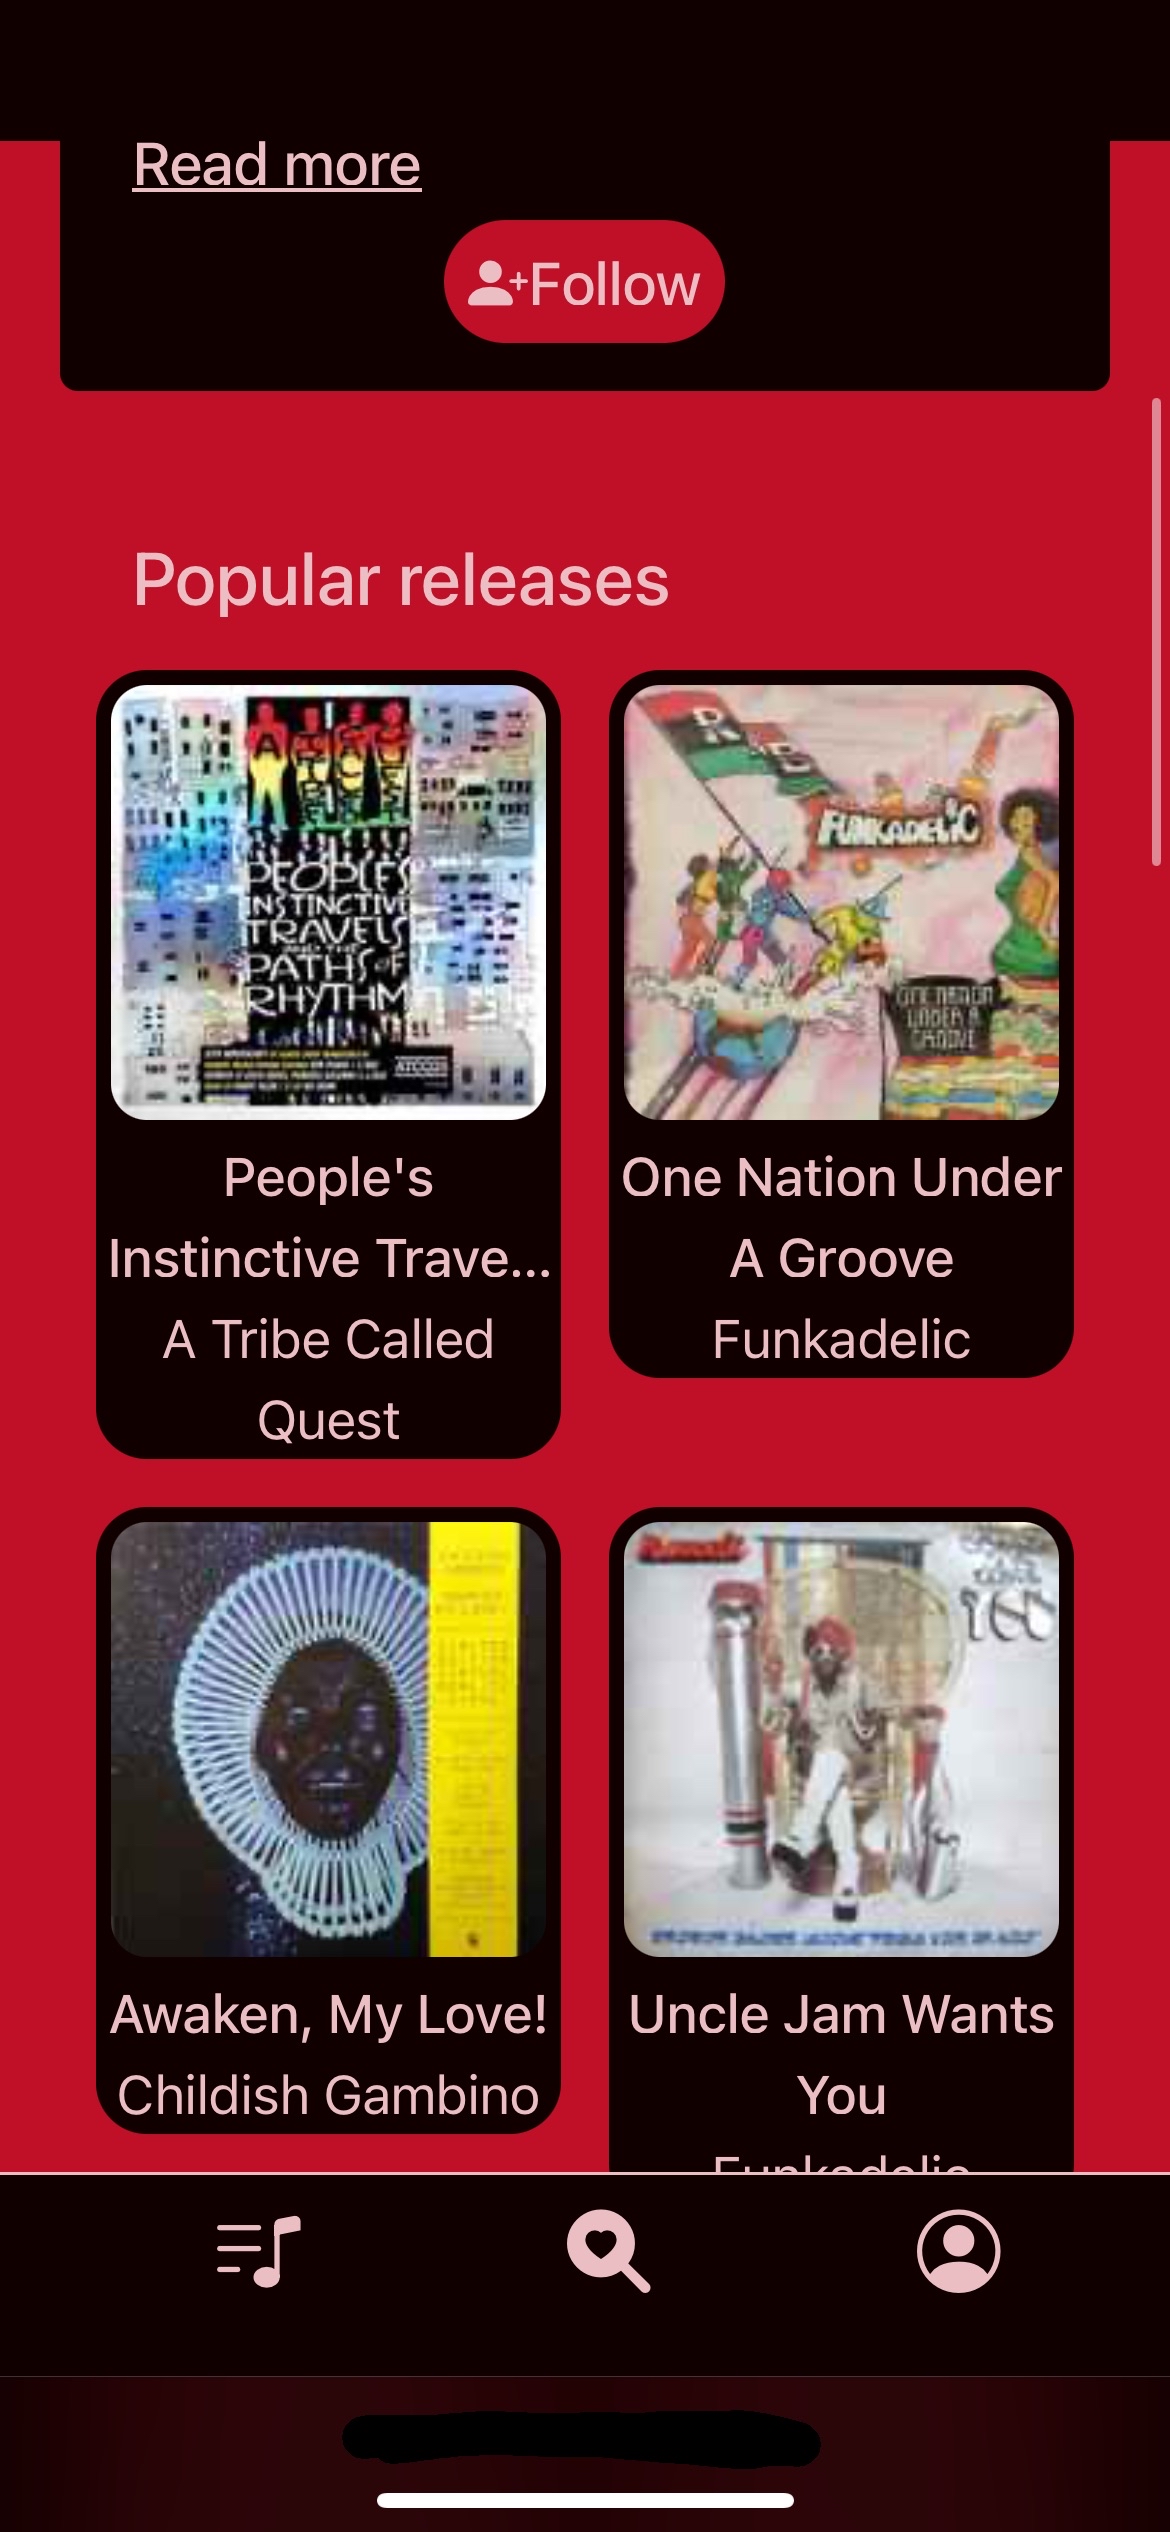 Read more
Follow
Popular releases
PEOPLE'S
INSTINCTIVE
TRAVELS
AND THE
PATHS OF
RHYTHM
FUNKADELIC
ONE NATION
UNDER A
GROOVE
People's
Instinctive Trave...
A Tribe Called
Quest
One Nation Under
A Groove
Funkadelic
YOU
Awaken, My Love!
Childish Gambino
Uncle Jam Wants
You
Funkadelic